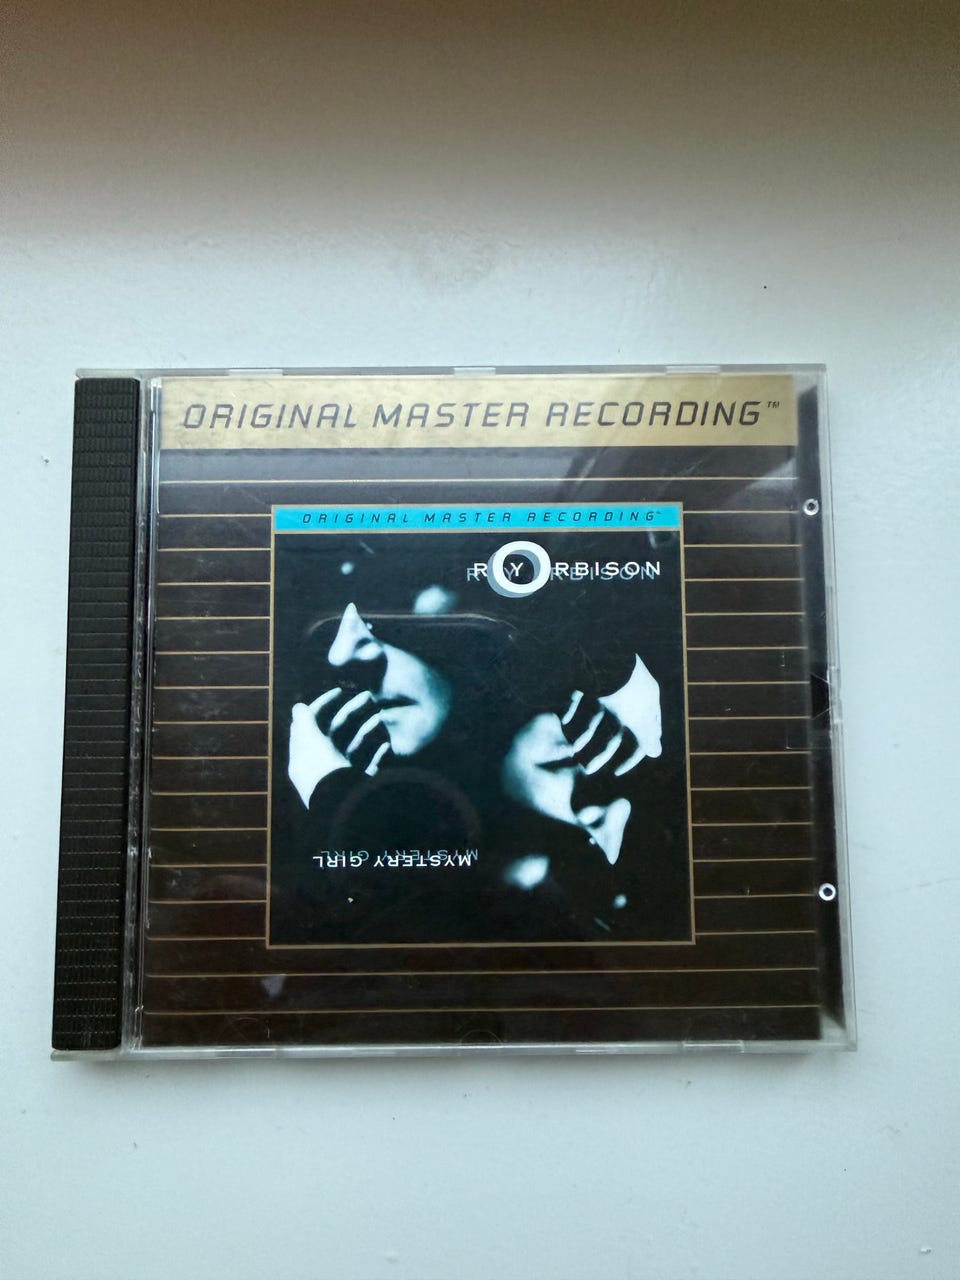 ORIGINAL MASTER RECORDING™
ORIGINAL MASTER RECORDING™
ROY ORBISON
MYSTERY GIRL